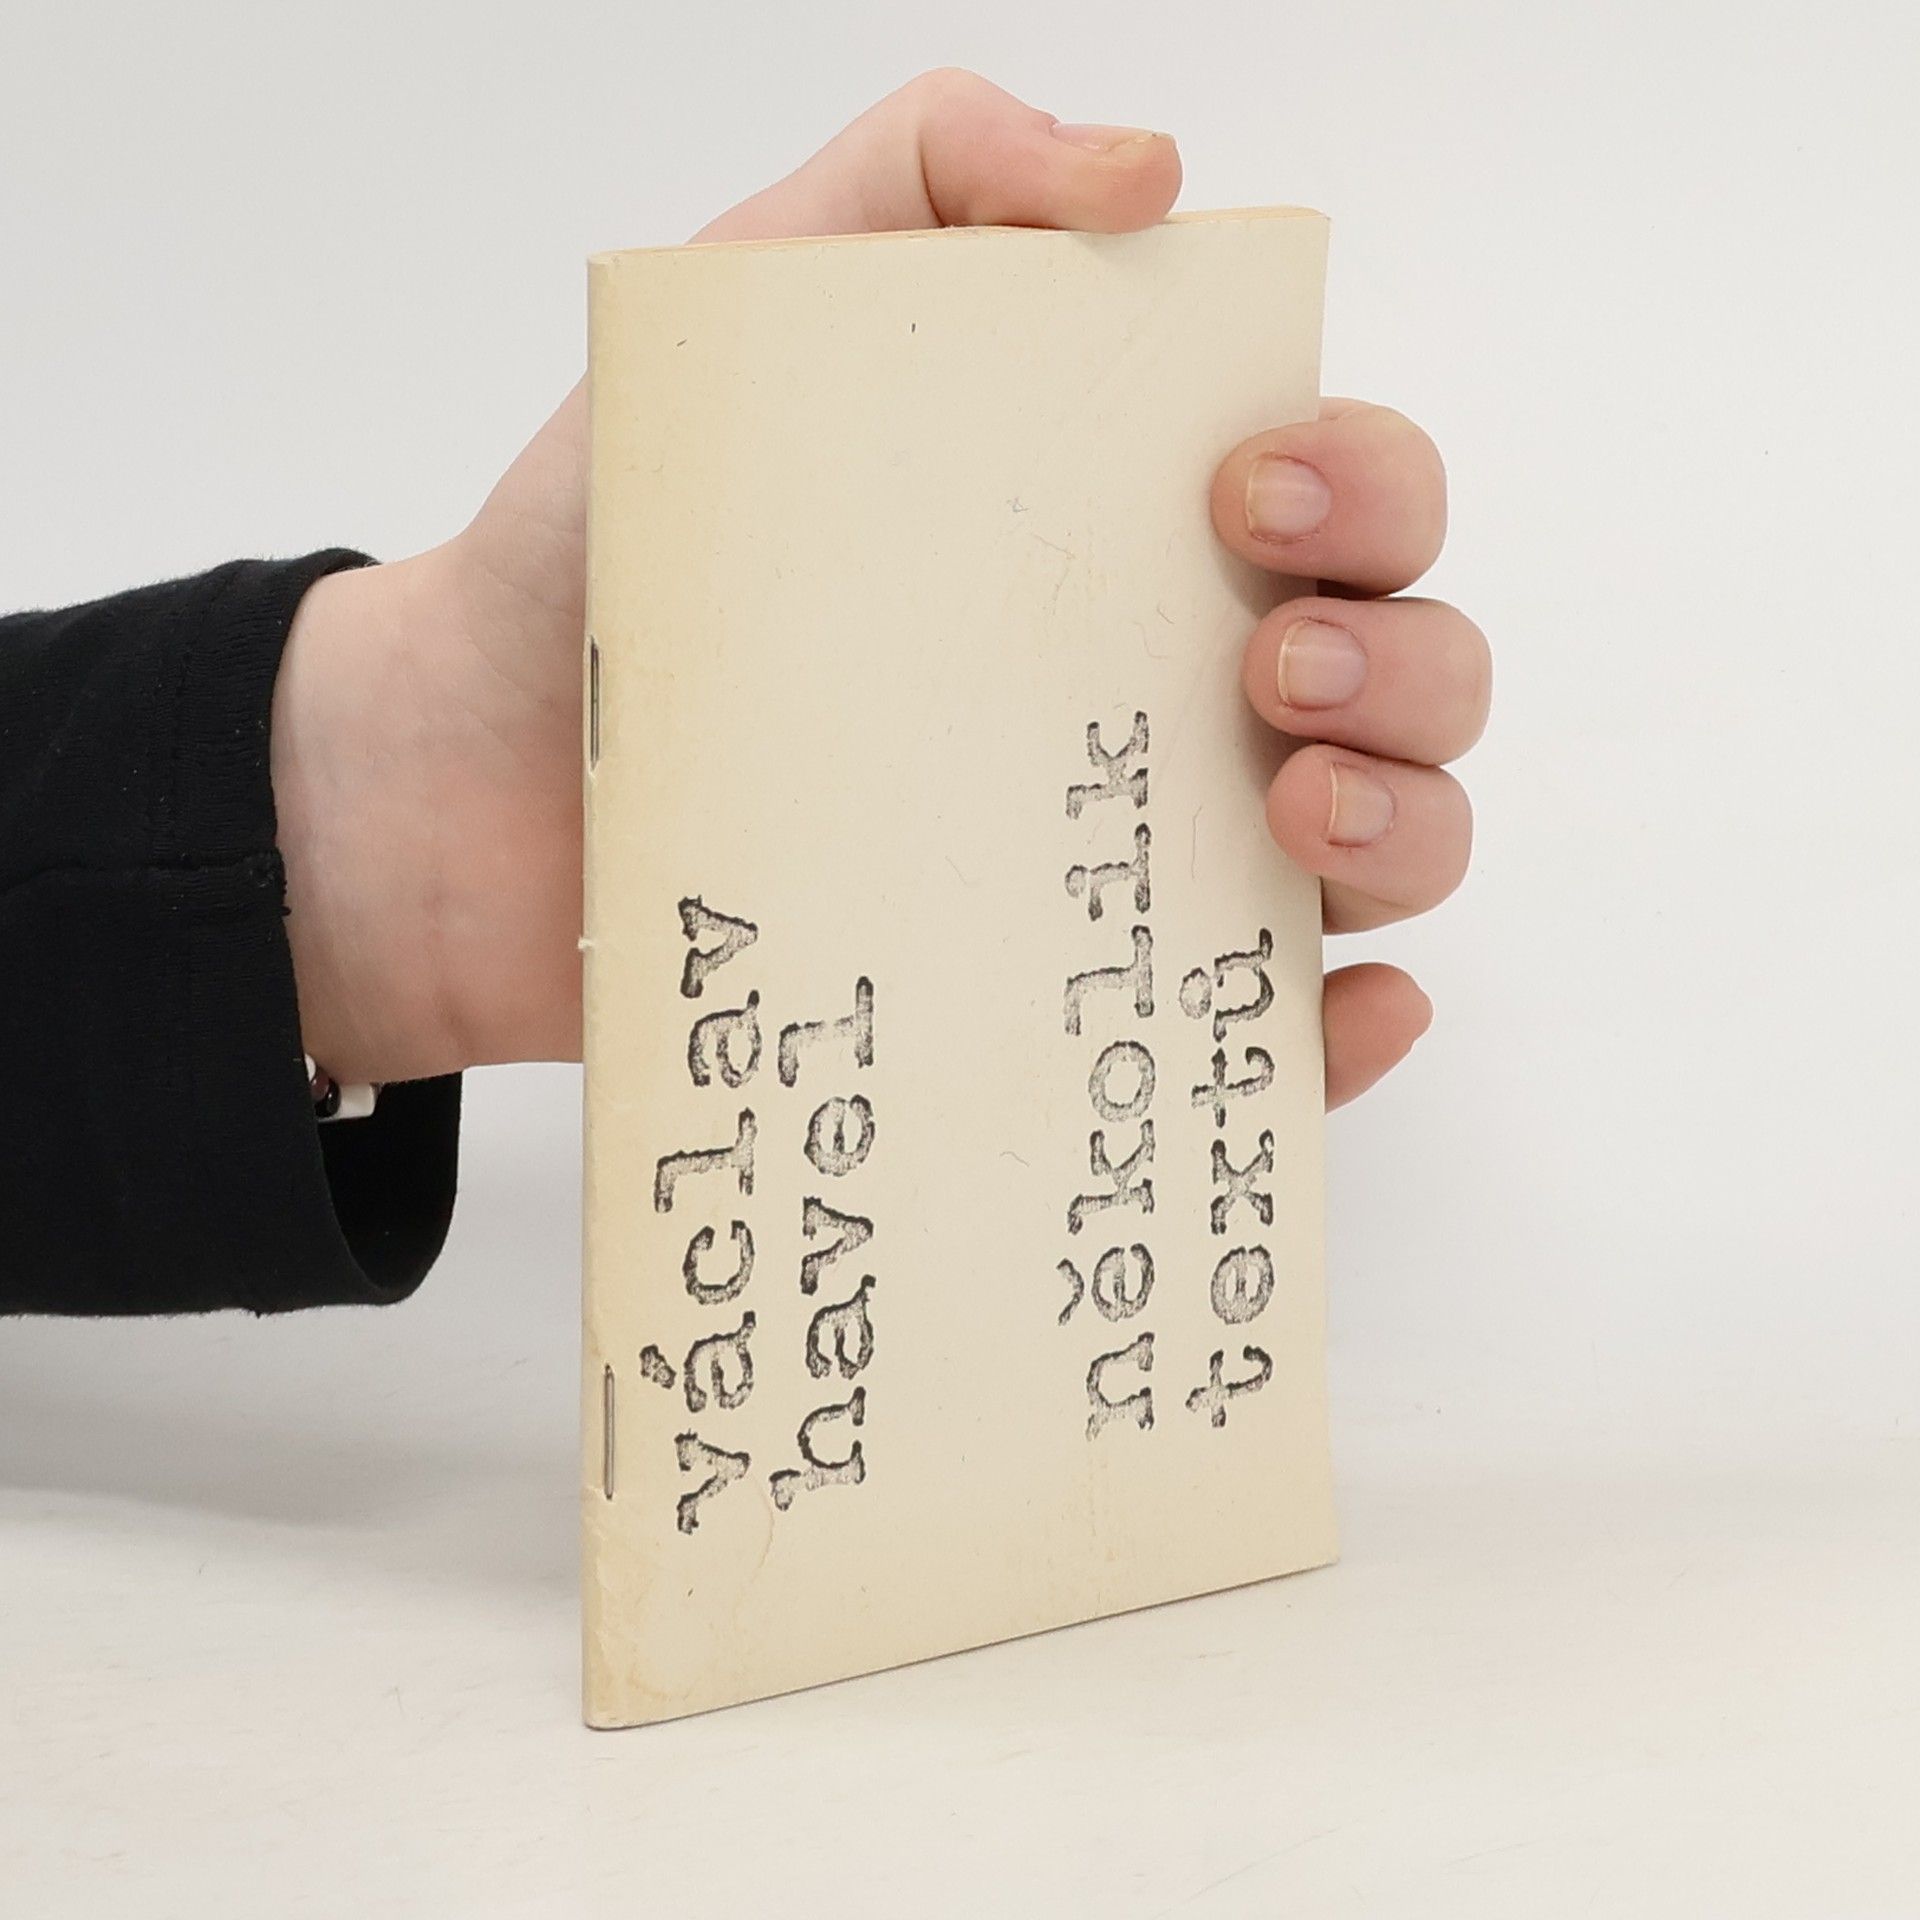 václav
havel
několik
textů